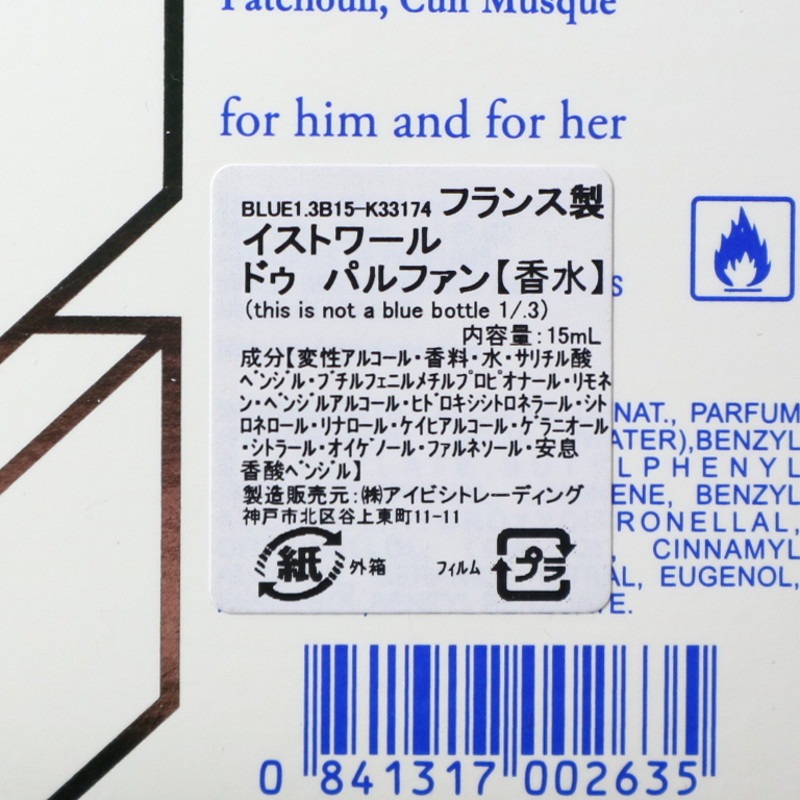 Patchouli, Cuir Musqué
for him and for her
BLUE1.3B15-K33174 フランス製
イストワール
ドゥ パルファン【香水】
(this is not a blue bottle 1/.3)
内容量:15mL
成分【変性アルコール・香料・水・サリチル酸
ベンジル・ブチルフェニルメチルプロピオナール・リモネ
ン・ベンジルアルコール・ヒドロキシシトロネラール・シト
ロネロール・リナロール・ケイヒアルコール・ゲラニオール
・シトラール・オイゲノール・ファルネソール・安息
香酸ベンジル】
製造販売元:㈱アイビシトレーディング
神戸市北区谷上東町11-11
紙 外箱 フィルム プラ
s
NAT., PARFUM
ATER),BENZYL
LPHENYL
ENE, BENZYL
RONELLAL,
CINNAMYL
AL, EUGENOL,
E.
0 841317 002635